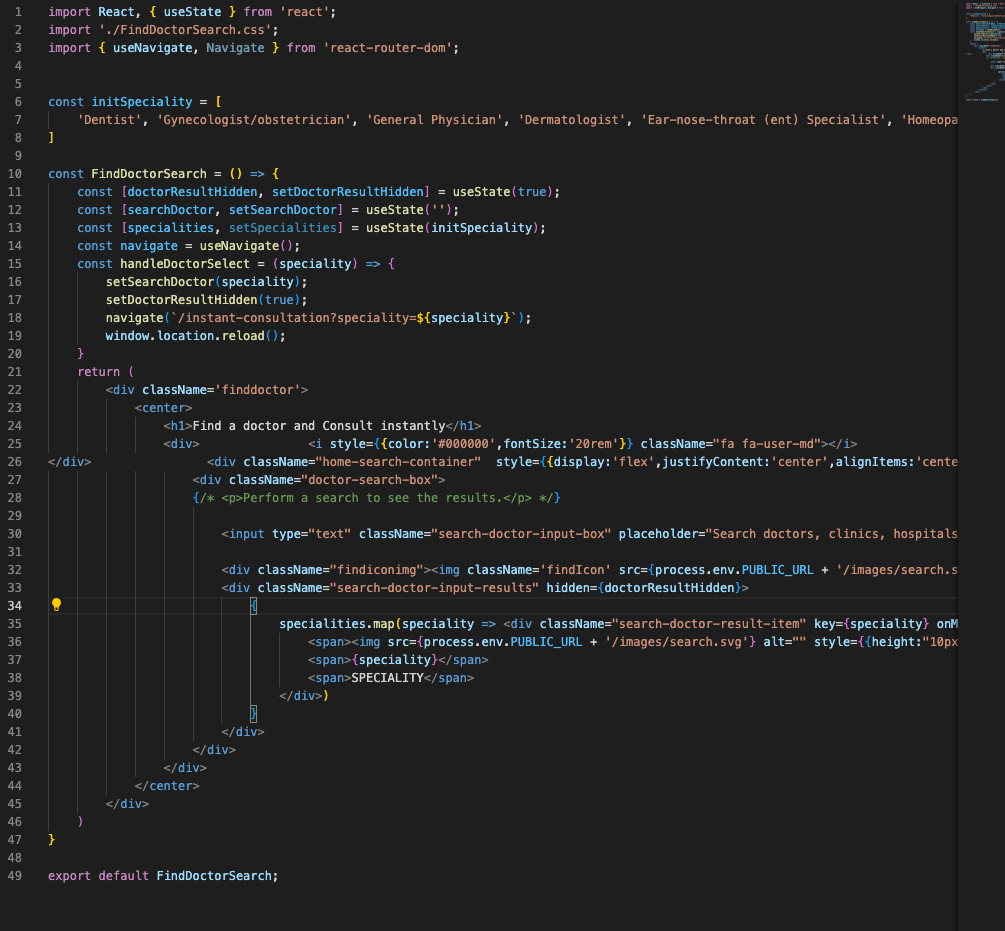 1 import React, { useState } from 'react';
2 import './FindDoctorSearch.css';
3 import { useNavigate, Navigate } from 'react-router-dom';
4
5
6 const initSpeciality = [
7     'Dentist', 'Gynecologist/obstetrician', 'General Physician', 'Dermatologist', 'Ear-nose-throat (ent) Specialist', 'Homeopa
8 ]
9
10 const FindDoctorSearch = () => {
11     const [doctorResultHidden, setDoctorResultHidden] = useState(true);
12     const [searchDoctor, setSearchDoctor] = useState('');
13     const [specialities, setSpecialities] = useState(initSpeciality);
14     const navigate = useNavigate();
15     const handleDoctorSelect = (speciality) => {
16         setSearchDoctor(speciality);
17         setDoctorResultHidden(true);
18         navigate(`/instant-consultation?speciality=${speciality}`);
19         window.location.reload();
20     }
21     return (
22         <div className='finddoctor'>
23             <center>
24                 <h1>Find a doctor and Consult instantly</h1>
25                 <div>               <i style={{color:'#000000',fontSize:'20rem'}} className="fa fa-user-md"></i>
26 </div>                <div className="home-search-container"  style={{display:'flex',justifyContent:'center',alignItems:'cente
27                     <div className="doctor-search-box">
28                     {/* <p>Perform a search to see the results.</p> */}
29
30                         <input type="text" className="search-doctor-input-box" placeholder="Search doctors, clinics, hospitals
31
32                         <div className="findiconimg"><img className='findIcon' src={process.env.PUBLIC_URL + '/images/search.s
33                         <div className="search-doctor-input-results" hidden={doctorResultHidden}>
34                             {
35                                 specialities.map(speciality => <div className="search-doctor-result-item" key={speciality} onM
36                                     <span><img src={process.env.PUBLIC_URL + '/images/search.svg'} alt="" style={{height:"10px
37                                     <span>{speciality}</span>
38                                     <span>SPECIALITY</span>
39                                 </div>)
40                             }
41                         </div>
42                     </div>
43                 </div>
44             </center>
45         </div>
46     )
47 }
48
49 export default FindDoctorSearch;